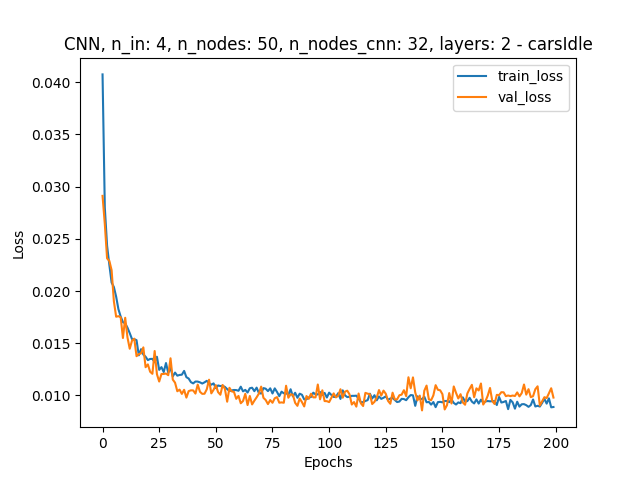 CNN, n_in: 4, n_nodes: 50, n_nodes_cnn: 32, layers: 2 - carsIdle
train_loss
val_loss
0.040
0.035
0.030
0.025
0.020
0.015
0.010
Loss
0 25 50 75 100 125 150 175 200
Epochs